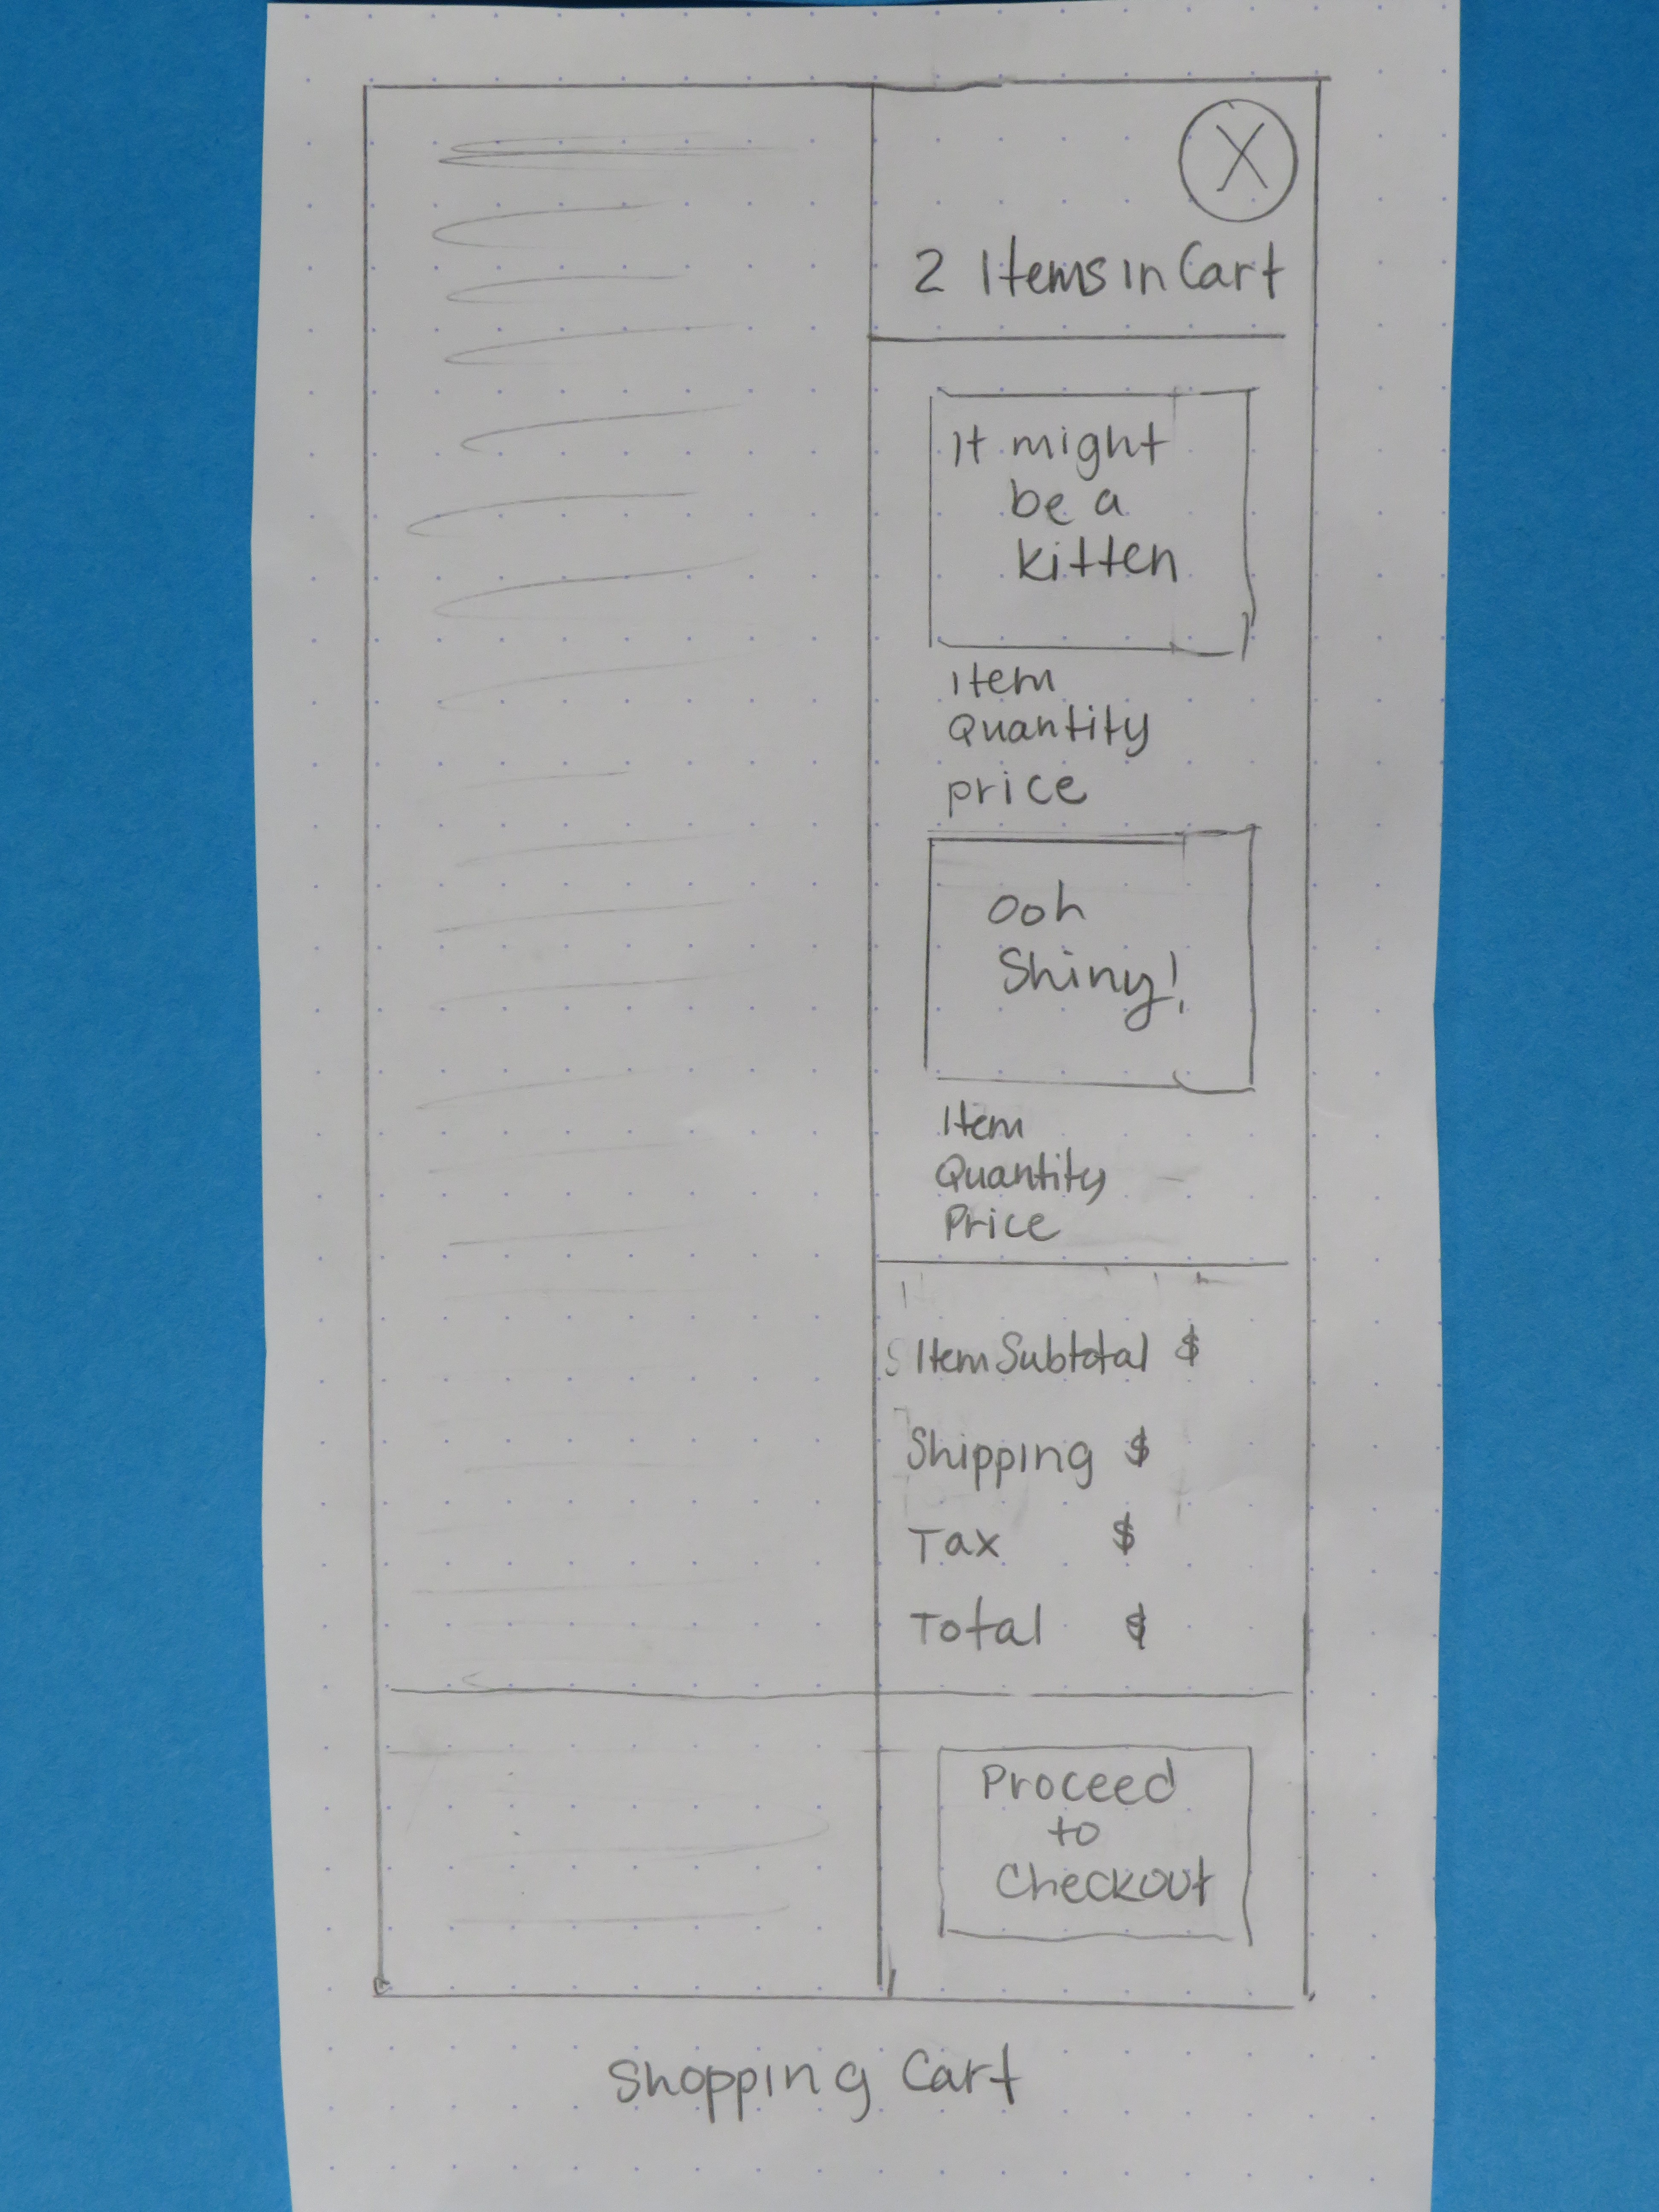 X
2 Items in Cart
It might
be a
kitten
Item
Quantity
price
Ooh
Shiny!
Item
Quantity
Price
Item Subtotal $
Shipping $
Tax $
Total $
Proceed
to
Checkout
Shopping Cart